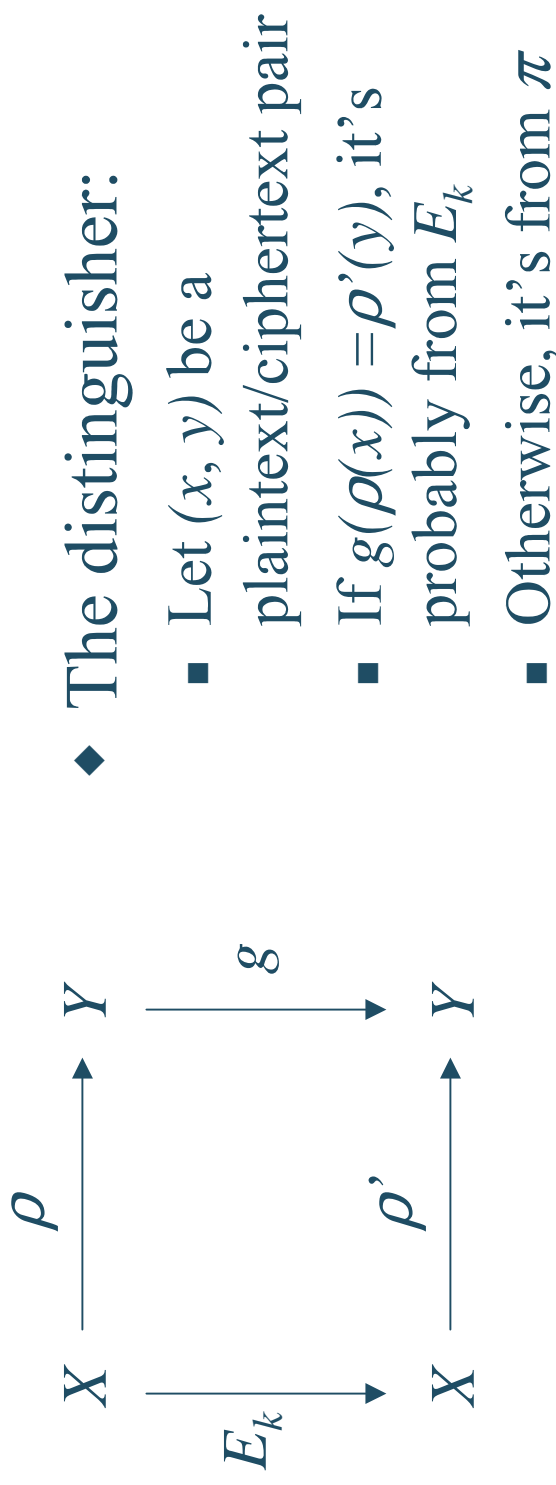 ρ
X
Y
E_k
g
ρ’
X
Y
◆ The distinguisher:
■ Let (x, y) be a
plaintext/ciphertext pair
■ If g(ρ(x)) =ρ’(y), it’s
probably from E_k
■ Otherwise, it’s from π